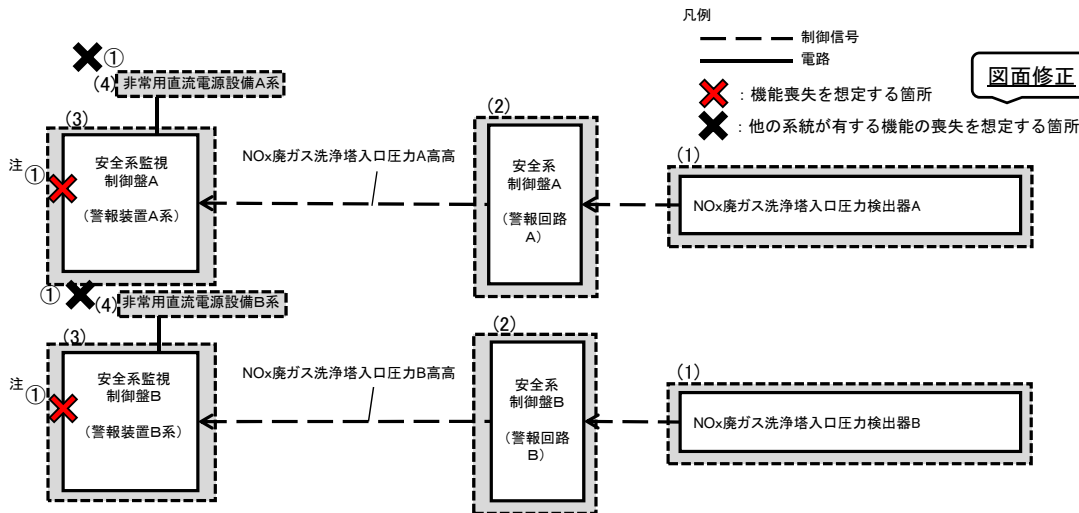 凡例
制御信号
電路
：機能喪失を想定する箇所
：他の系統が有する機能の喪失を想定する箇所
図面修正
①
(4) 非常用直流電源設備A系
(3)
注①
安全系監視
制御盤A
（警報装置A系）
NOx廃ガス洗浄塔入口圧力A高高
(2)
安全系
制御盤A
（警報回路
A）
(1)
NOx廃ガス洗浄塔入口圧力検出器A
①
(4) 非常用直流電源設備B系
(3)
注①
安全系監視
制御盤B
（警報装置B系）
NOx廃ガス洗浄塔入口圧力B高高
(2)
安全系
制御盤B
（警報回路
B）
(1)
NOx廃ガス洗浄塔入口圧力検出器B